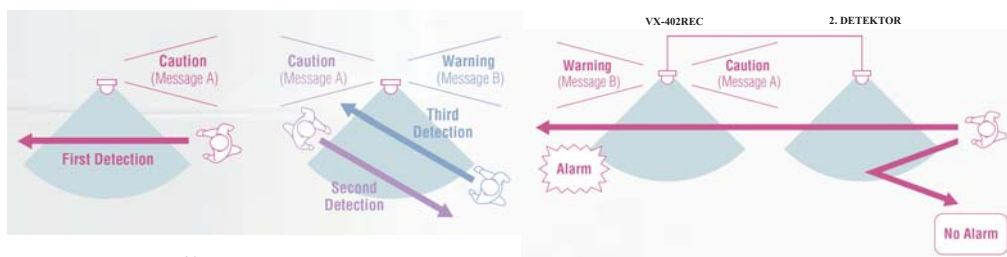 VX-402REC
2. DETEKTOR
Caution
(Message A)
First Detection
Caution
(Message A)
Warning
(Message B)
Third
Detection
Second
Detection
Warning
(Message B)
Caution
(Message A)
Alarm
No Alarm